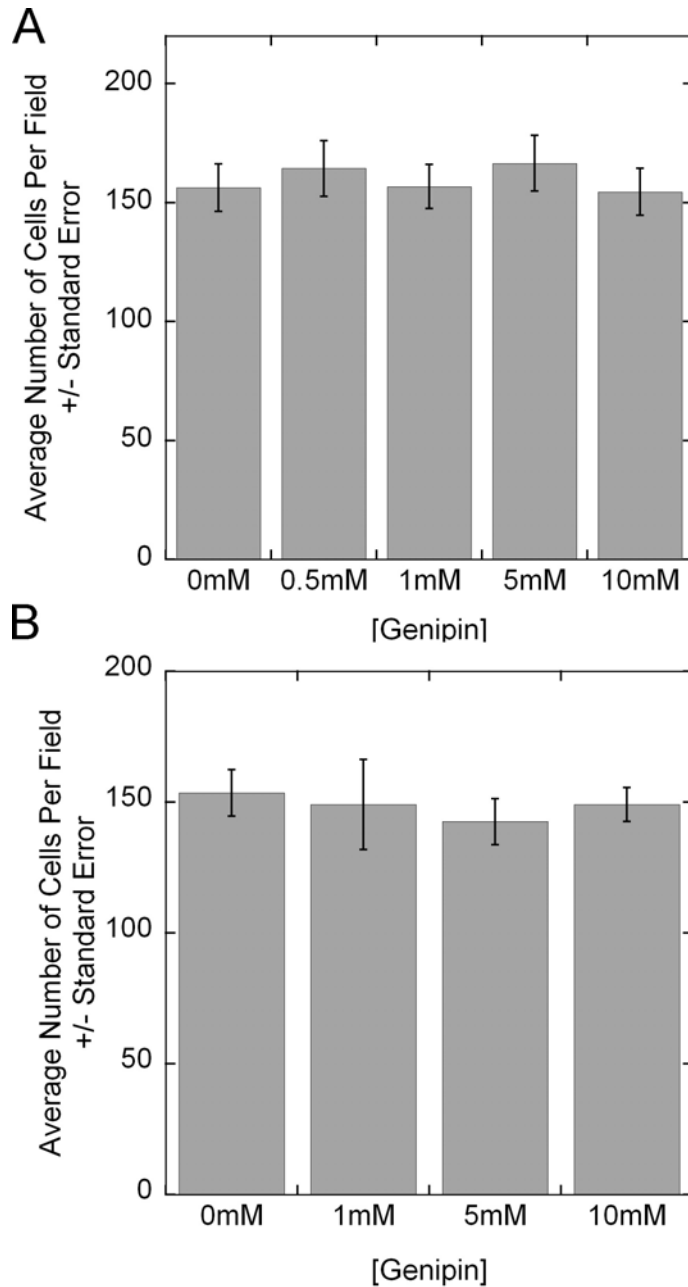 A
Average Number of Cells Per Field
+/- Standard Error
200
150
100
50
0
0mM 0.5mM 1mM 5mM 10mM
[Genipin]
B
Average Number of Cells Per Field
+/- Standard Error
200
150
100
50
0
0mM 1mM 5mM 10mM
[Genipin]